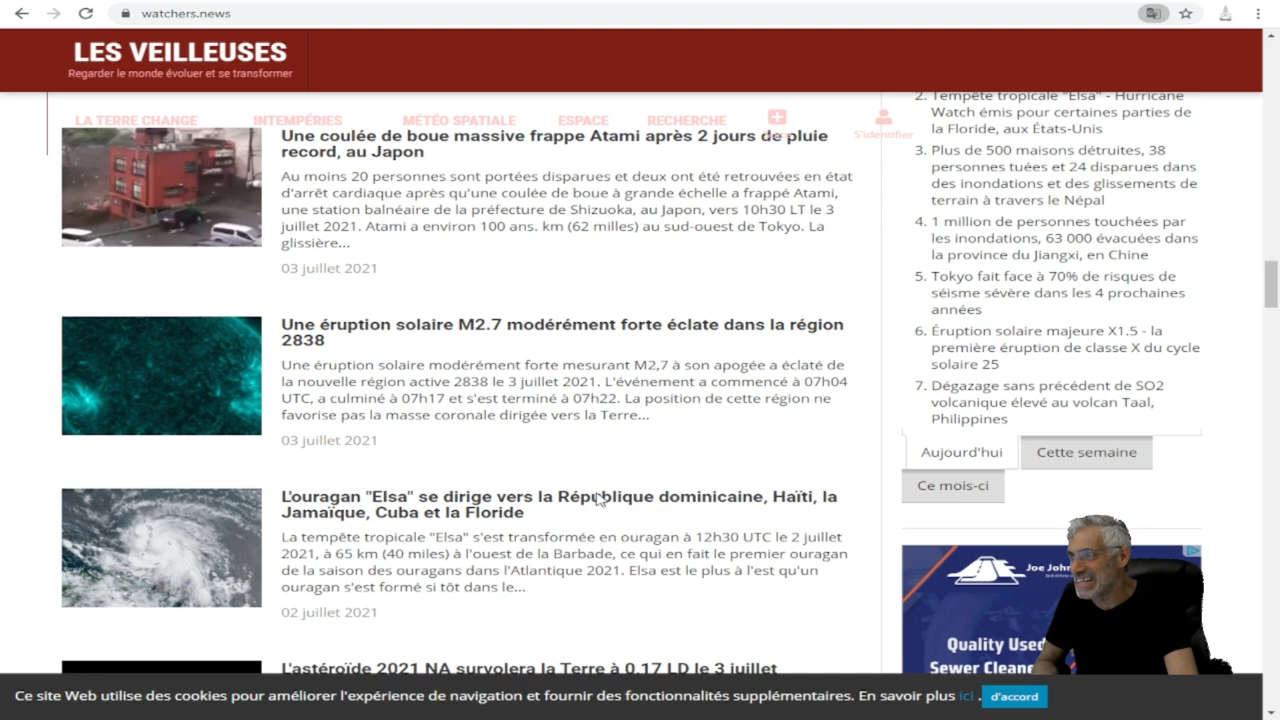 watchers.news
LES VEILLEUSES
Regarder le monde évoluer et se transformer
LA TERRE CHANGE
INTEMPÉRIES
MÉTÉO SPATIALE
ESPACE
RECHERCHE
S'identifier
Une coulée de boue massive frappe Atami après 2 jours de pluie
record, au Japon
Au moins 20 personnes sont portées disparues et deux ont été retrouvées en état
d'arrêt cardiaque après qu'une coulée de boue à grande échelle a frappé Atami,
une station balnéaire de la préfecture de Shizuoka, au Japon, vers 10h30 LT le 3
juillet 2021. Atami a environ 100 ans. km (62 milles) au sud-ouest de Tokyo. La
glissière...
03 juillet 2021
Une éruption solaire M2.7 modérément forte éclate dans la région
2838
Une éruption solaire modérément forte mesurant M2,7 à son apogée a éclaté de
la nouvelle région active 2838 le 3 juillet 2021. L'événement a commencé à 07h04
UTC, a culminé à 07h17 et s'est terminé à 07h22. La position de cette région ne
favorise pas la masse coronale dirigée vers la Terre...
03 juillet 2021
L'ouragan "Elsa" se dirige vers la République dominicaine, Haïti, la
Jamaïque, Cuba et la Floride
La tempête tropicale "Elsa" s'est transformée en ouragan à 12h30 UTC le 2 juillet
2021, à 65 km (40 miles) à l'ouest de la Barbade, ce qui en fait le premier ouragan
de la saison des ouragans dans l'Atlantique 2021. Elsa est le plus à l'est qu'un
ouragan s'est formé si tôt dans le...
02 juillet 2021
L'astéroïde 2021 NA survolera la Terre à 0,17 LD le 3 juillet
2. Tempête tropicale "Elsa" - Hurricane
Watch émis pour certaines parties de
la Floride, aux États-Unis
3. Plus de 500 maisons détruites, 38
personnes tuées et 24 disparues dans
des inondations et des glissements de
terrain à travers le Népal
4. 1 million de personnes touchées par
les inondations, 63 000 évacuées dans
la province du Jiangxi, en Chine
5. Tokyo fait face à 70% de risques de
séisme sévère dans les 4 prochaines
années
6. Éruption solaire majeure X1.5 - la
première éruption de classe X du cycle
solaire 25
7. Dégazage sans précédent de SO2
volcanique élevé au volcan Taal,
Philippines
Aujourd'hui
Cette semaine
Ce mois-ci
Joe John
Quality Used
Sewer Cleane
Ce site Web utilise des cookies pour améliorer l'expérience de navigation et fournir des fonctionnalités supplémentaires. En savoir plus ici .
d'accord